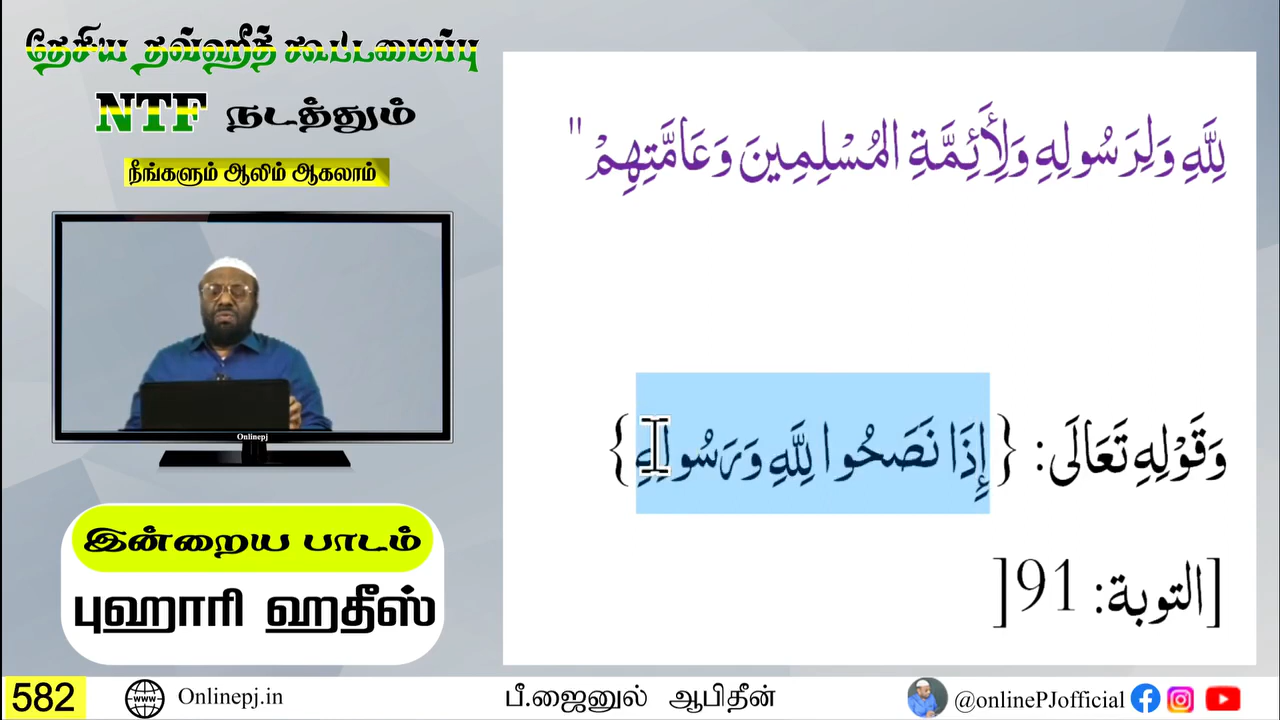 தேசிய தவ்ஹீத் கூட்டமைப்பு
NTF நடத்தும்
நீங்களும் ஆலிம் ஆகலாம்
Onlinepj
இன்றைய பாடம்
புஹாரி ஹதீஸ்
لِلَّهِ وَلِرَسُولِهِ وَلِأَئِمَّةِ المُسْلِمِينَ وَعَامَّتِهِمْ "
وَقَوْلِهِ تَعَالَى: {إِذَا نَصَحُوا لِلَّهِ وَرَسُولِهِ}
[التوبة: 91[
582
Onlinepj.in
பீ.ஜைனுல் ஆபிதீன்
@onlinePJofficial